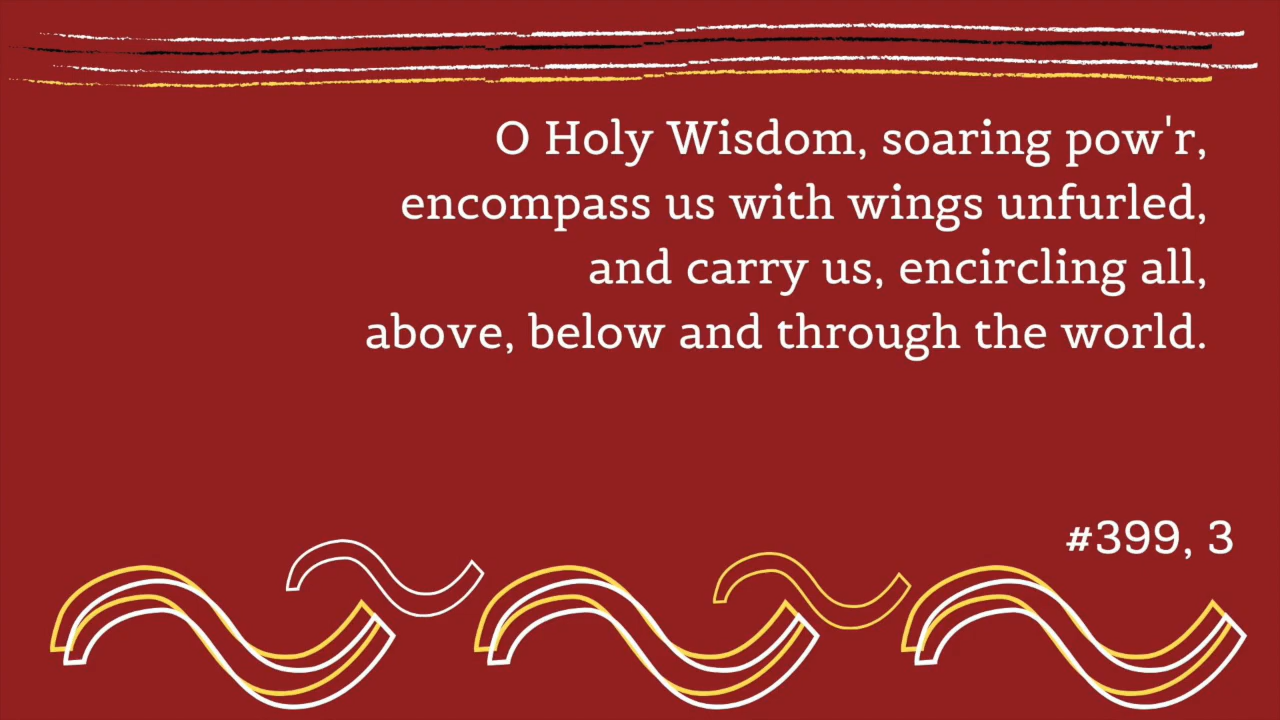 O Holy Wisdom, soaring pow'r,
encompass us with wings unfurled,
and carry us, encircling all,
above, below and through the world.
#399, 3